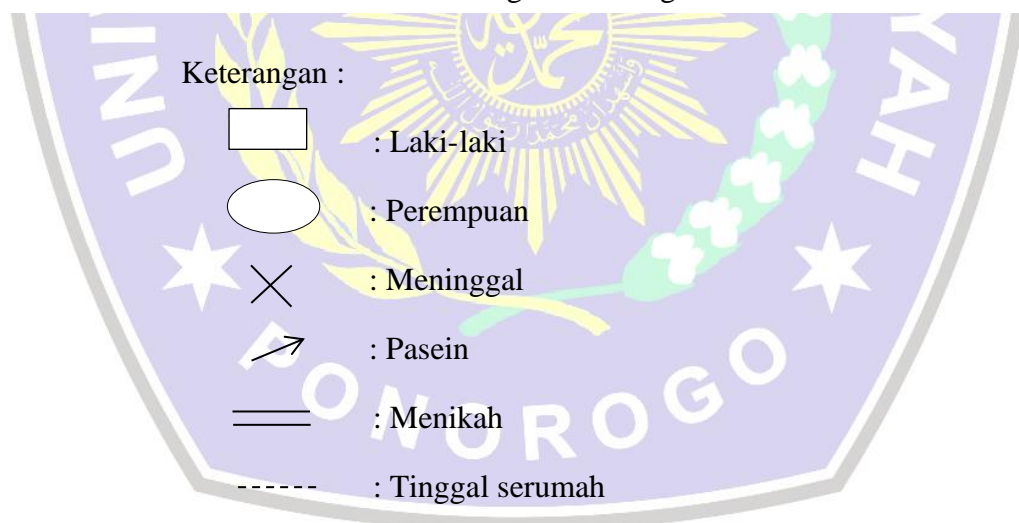 Keterangan :
: Laki-laki
: Perempuan
: Meninggal
: Pasein
: Menikah
: Tinggal serumah
PONOROGO